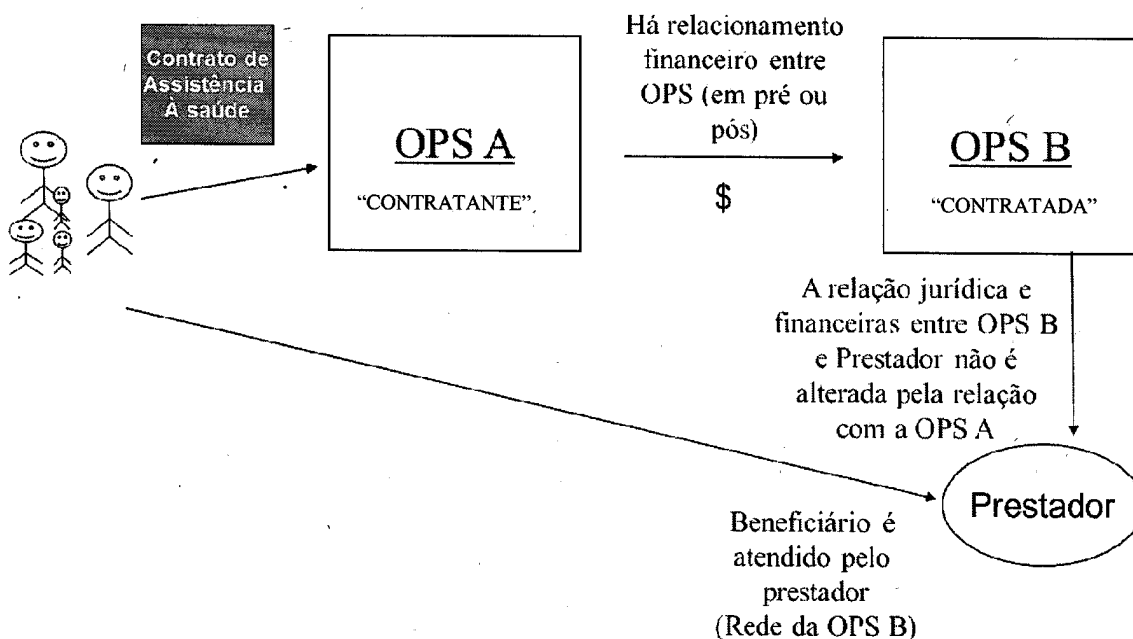 Contrato de
Assistência
À saúde
OPS A
“CONTRATANTE”
Há relacionamento
financeiro entre
OPS (em pré ou
pós)
$
OPS B
“CONTRATADA”
A relação jurídica e
financeiras entre OPS B
e Prestador não é
alterada pela relação
com a OPS A
Prestador
Beneficiário é
atendido pelo
prestador
(Rede da OPS B)